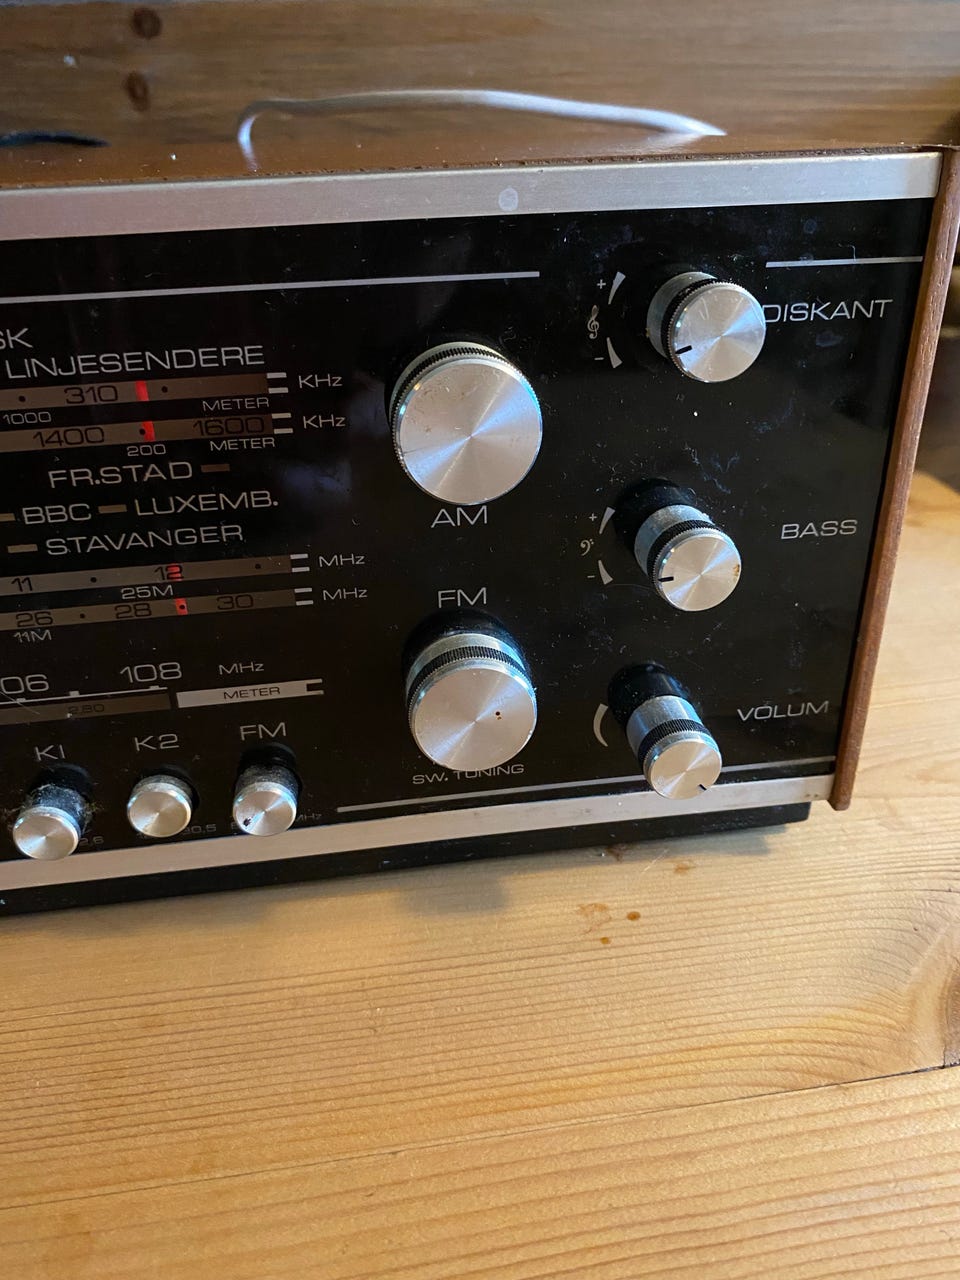 SK
LINJESENDERE
310
KHz
1000
METER
1400
1600
KHz
200
METER
FR.STAD
BBC
LUXEMB.
STAVANGER
11
12
MHz
25M
26
28
30
MHz
11M
06
108
MHz
METER
2,80
K1
K2
FM
AM
FM
SW. TUNING
+
–
DISKANT
+
–
BASS
VOLUM